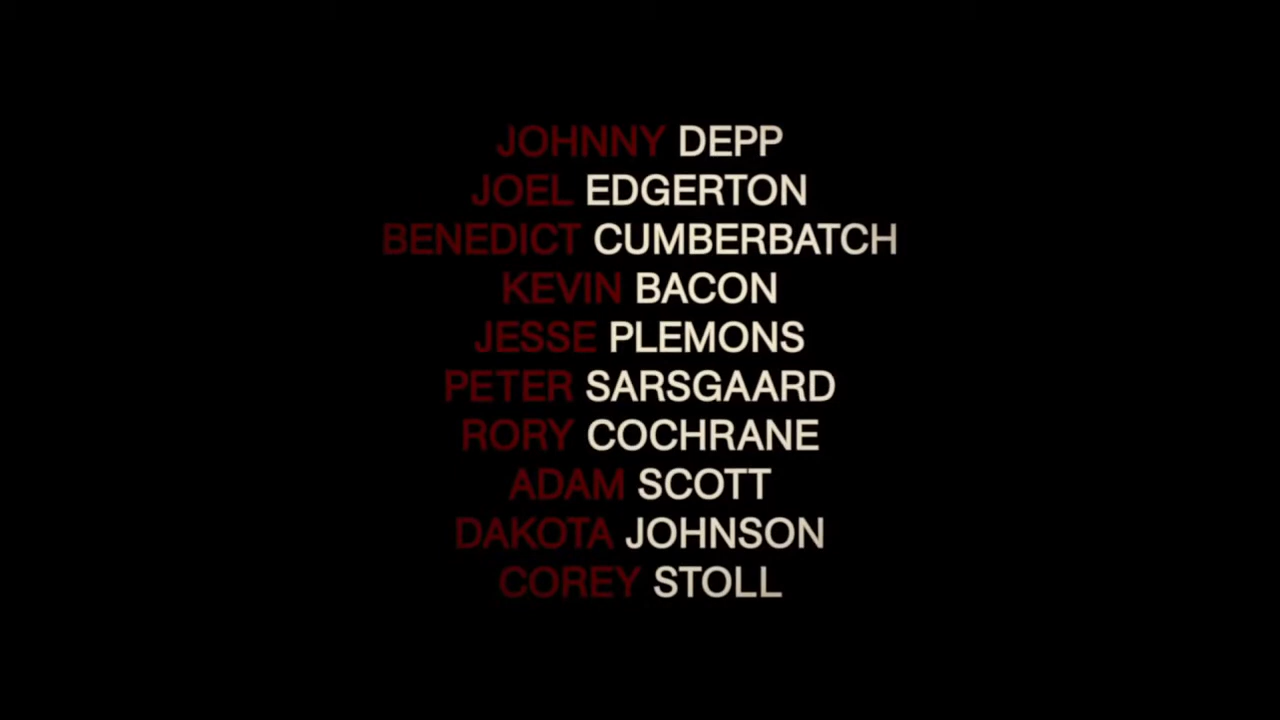 JOHNNY DEPP
JOEL EDGERTON
BENEDICT CUMBERBATCH
KEVIN BACON
JESSE PLEMONS
PETER SARSGAARD
RORY COCHRANE
ADAM SCOTT
DAKOTA JOHNSON
COREY STOLL